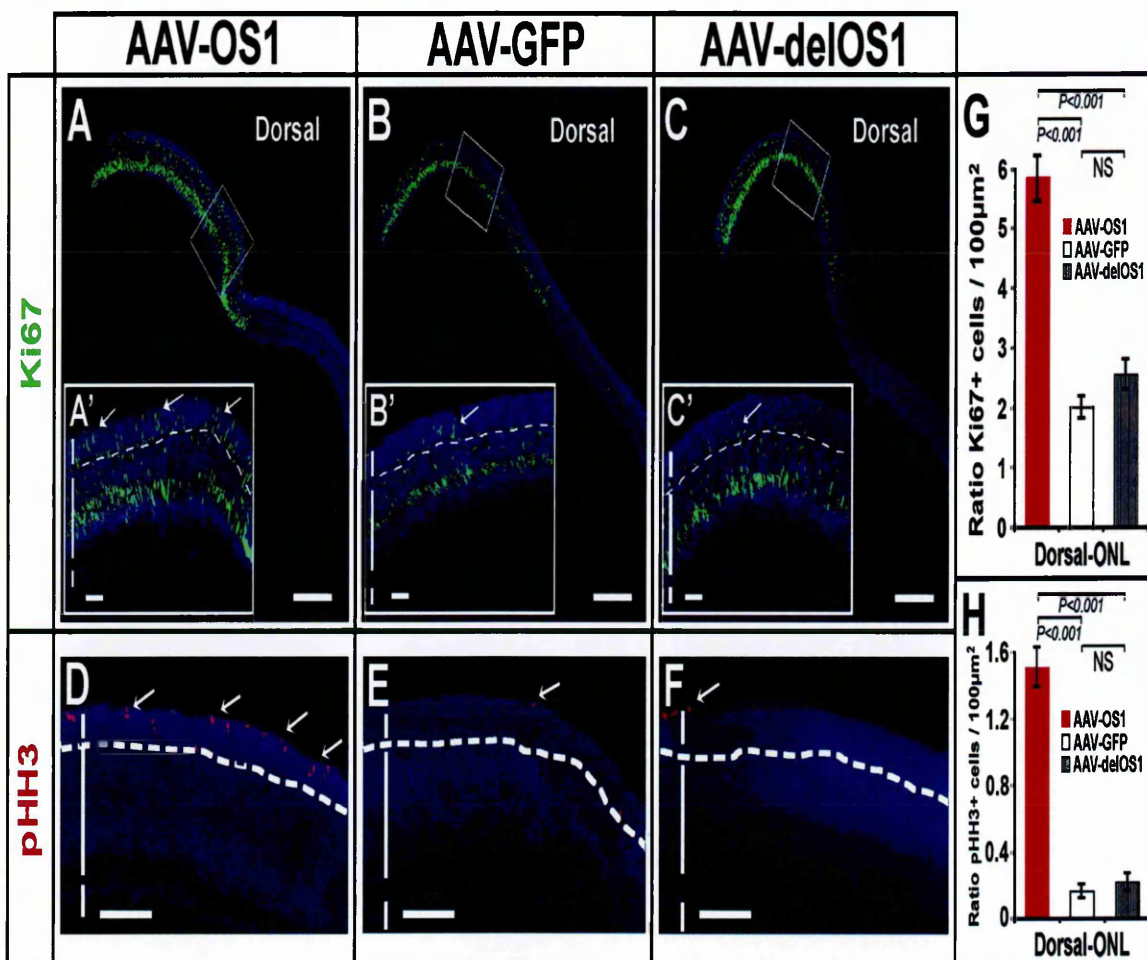 AAV-OS1
AAV-GFP
AAV-delOS1
Ki67
A
Dorsal
B
Dorsal
C
Dorsal
A'
B'
C'
pHH3
D
E
F
G
P<0.001
P<0.001
NS
6
5
4
3
2
1
0
Ratio Ki67+ cells / 100µm²
AAV-OS1
AAV-GFP
AAV-delOS1
Dorsal-ONL
H
P<0.001
P<0.001
NS
1.6
1.2
0.8
0.4
0
Ratio pHH3+ cells / 100µm²
AAV-OS1
AAV-GFP
AAV-delOS1
Dorsal-ONL